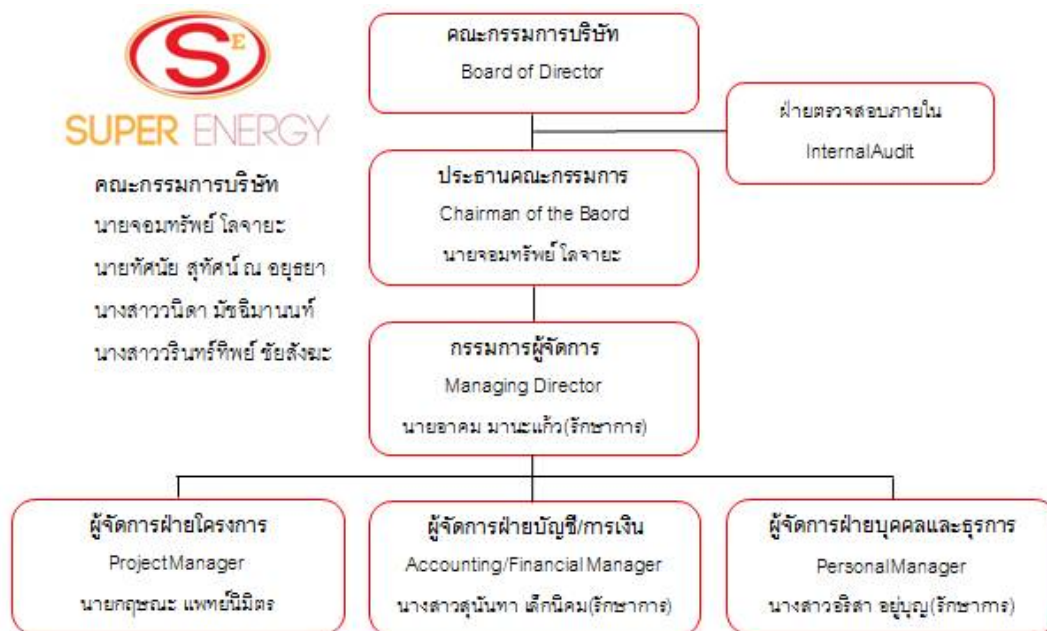 SE
SUPER ENERGY
คณะกรรมการบริษัท
นายจอมทรัพย์ โลจายะ
นายทัศนัย สุทัศน์ ณ อยุธยา
นางสาววนิดา มัชฉิมานนท์
นางสาววรินทร์ทิพย์ ชัยสังฆะ
คณะกรรมการบริษัท
Board of Director
ฝ่ายตรวจสอบภายใน
InternalAudit
ประธานคณะกรรมการ
Chairman of the Baord
นายจอมทรัพย์ โลจายะ
กรรมการผู้จัดการ
Managing Director
นายอาคม มานะแก้ว(รักษาการ)
ผู้จัดการฝ่ายโครงการ
ProjectManager
นายกฤษณะ แพทย์นิมิตร
ผู้จัดการฝ่ายบัญชี/การเงิน
Accounting/Financial Manager
นางสาวสุนันทา เล็กนิคม(รักษาการ)
ผู้จัดการฝ่ายบุคคลและธุรการ
PersonalManager
นางสาวอริสา อยู่บุญ(รักษาการ)